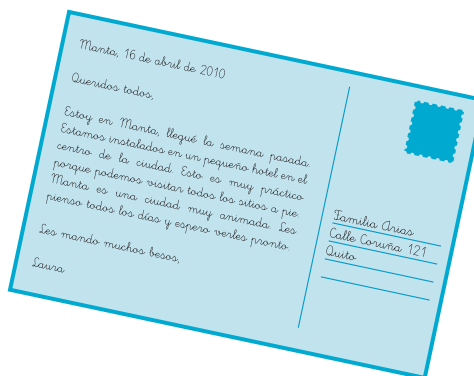 Manta, 16 de abril de 2010
Queridos todos,
Estoy en Manta, llegué la semana pasada.
Estamos instalados en un pequeño hotel en el
centro de la ciudad. Esto es muy práctico
porque podemos visitar todos los sitios a pie.
Manta es una ciudad muy animada. Les
pienso todos los días y espero verles pronto.
Les mando muchos besos,
Laura
Familia Arias
Calle Coruña 121
Quito